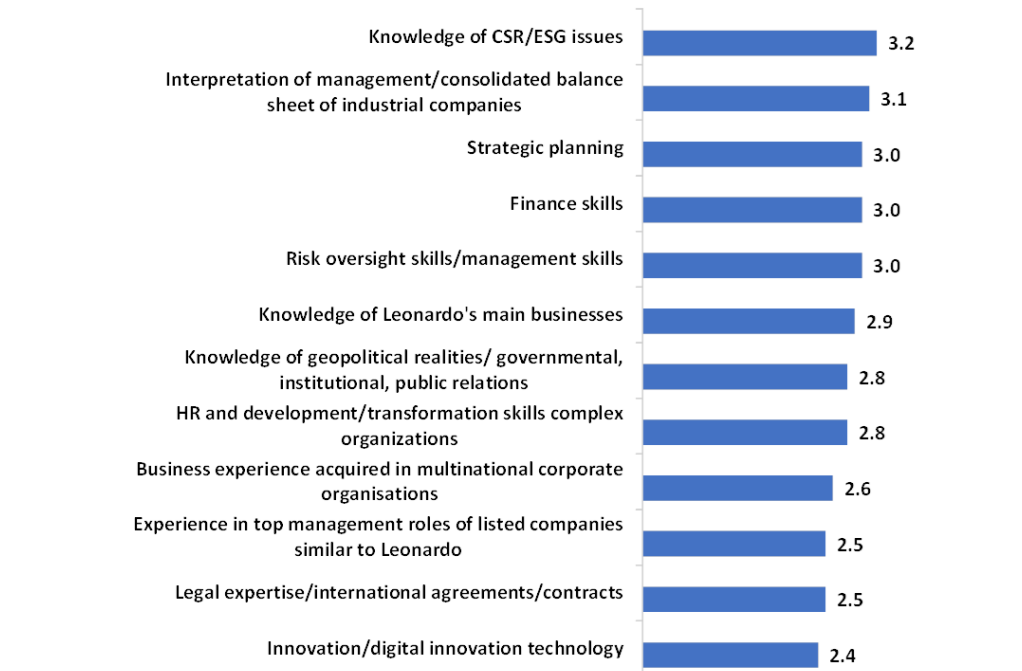 Knowledge of CSR/ESG issues
3.2
Interpretation of management/consolidated balance
sheet of industrial companies
3.1
Strategic planning
3.0
Finance skills
3.0
Risk oversight skills/management skills
3.0
Knowledge of Leonardo's main businesses
2.9
Knowledge of geopolitical realities/ governmental,
institutional, public relations
2.8
HR and development/transformation skills complex
organizations
2.8
Business experience acquired in multinational corporate
organisations
2.6
Experience in top management roles of listed companies
similar to Leonardo
2.5
Legal expertise/international agreements/contracts
2.5
Innovation/digital innovation technology
2.4